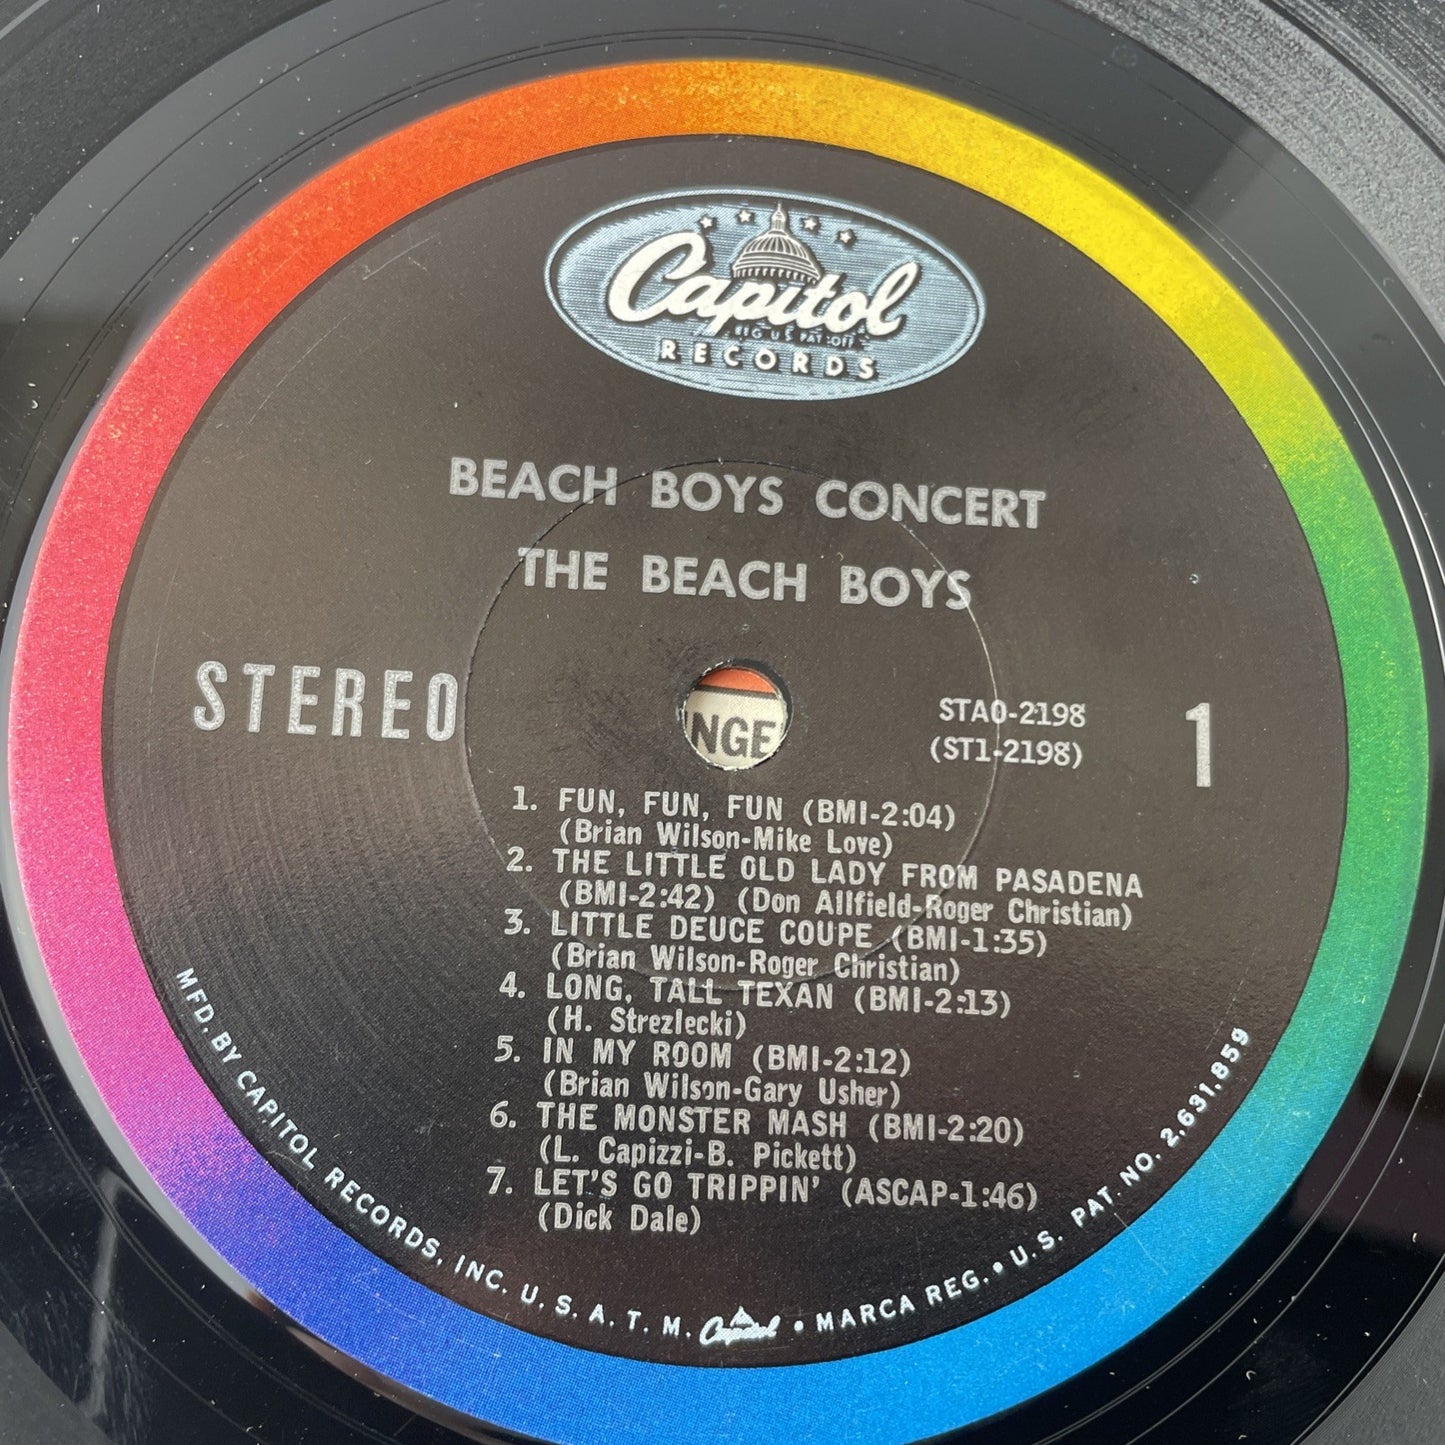 Capitol
REG. U.S. PAT. OFF.
RECORDS
BEACH BOYS CONCERT
THE BEACH BOYS
STEREO
NGE
STAO-2198
(ST1-2198)
1
1. FUN, FUN, FUN (BMI-2:04)
(Brian Wilson-Mike Love)
2. THE LITTLE OLD LADY FROM PASADENA
(BMI-2:42) (Don Allfield-Roger Christian)
3. LITTLE DEUCE COUPE (BMI-1:35)
(Brian Wilson-Roger Christian)
4. LONG, TALL TEXAN (BMI-2:13)
(H. Strezlecki)
5. IN MY ROOM (BMI-2:12)
(Brian Wilson-Gary Usher)
6. THE MONSTER MASH (BMI-2:20)
(L. Capizzi-B. Pickett)
7. LET'S GO TRIPPIN' (ASCAP-1:46)
(Dick Dale)
MFD. BY CAPITOL RECORDS, INC. U. S. A. T. M. Capitol • MARCA REG. • U. S. PAT. NO. 2,631,859